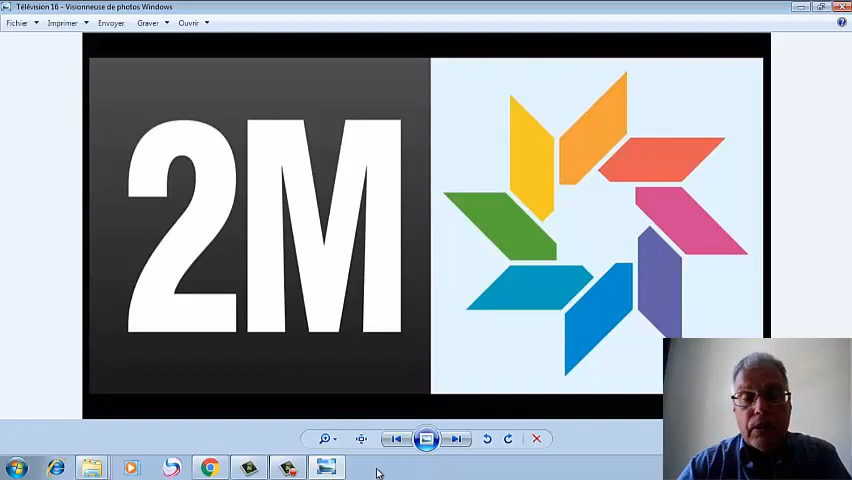 Télévision 16 - Visionneuse de photos Windows
Fichier Imprimer Envoyer Graver Ouvrir
2M